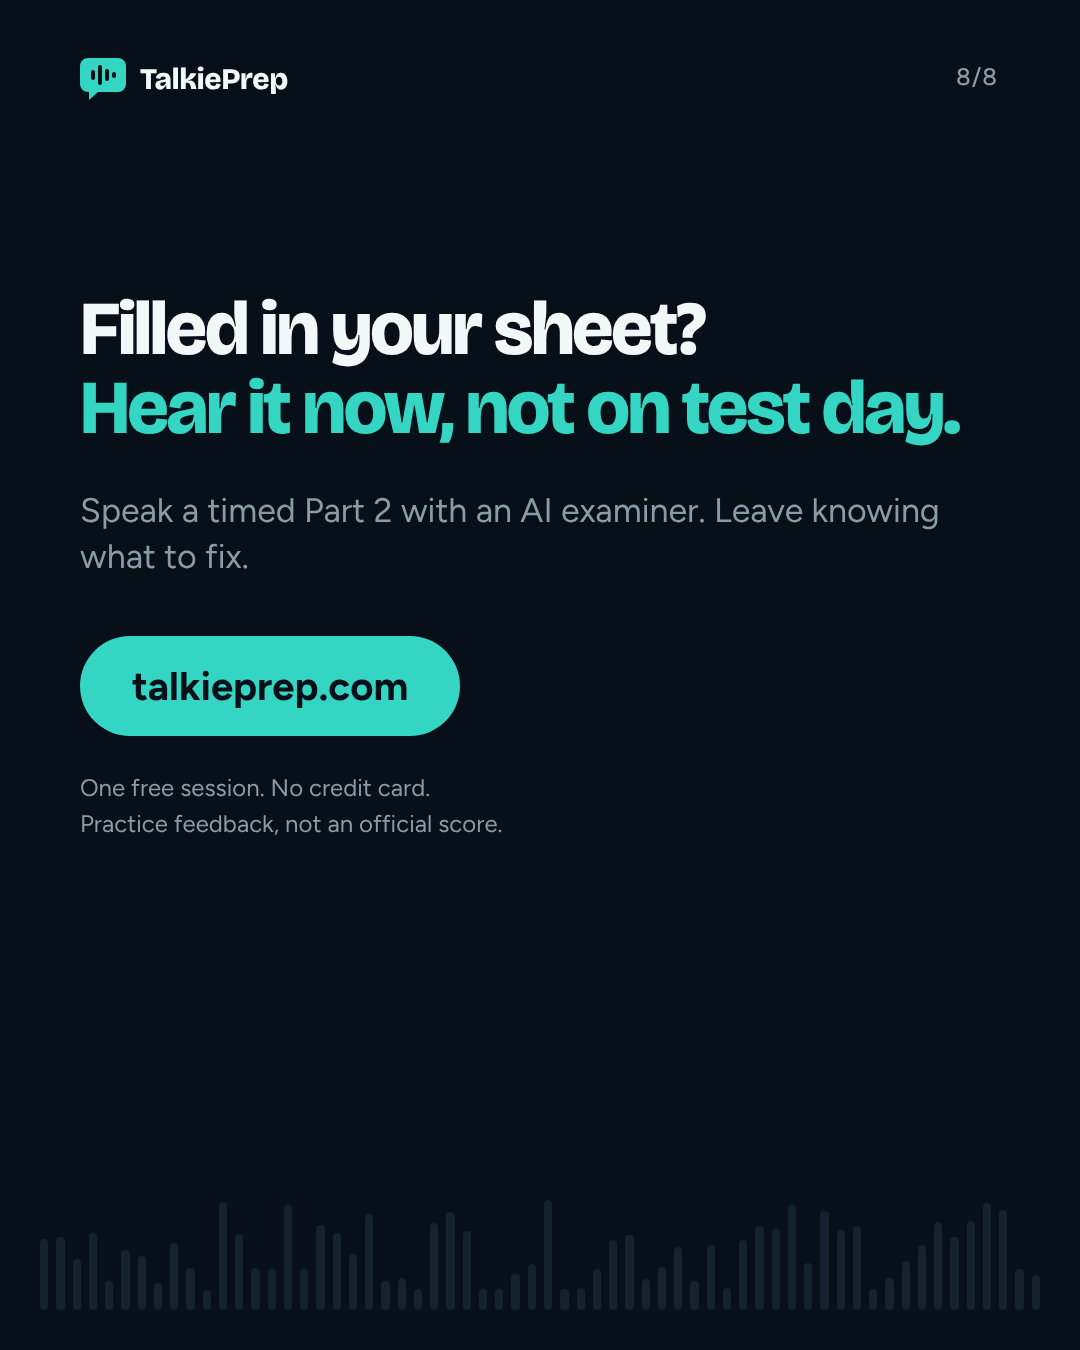 TalkiePrep
8/8
Filled in your sheet?
Hear it now, not on test day.
Speak a timed Part 2 with an AI examiner. Leave knowing
what to fix.
talkieprep.com
One free session. No credit card.
Practice feedback, not an official score.